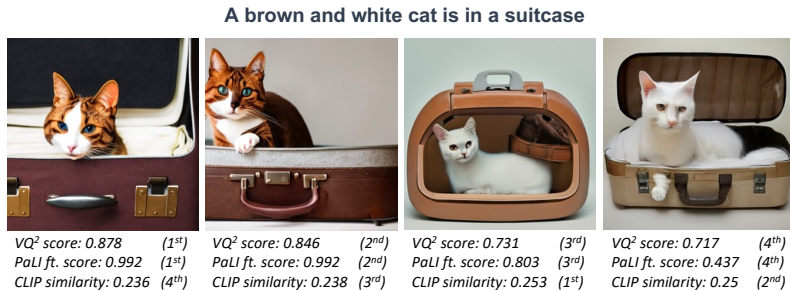 A brown and white cat is in a suitcase
VQ² score: 0.878 (1st)
PaLI ft. score: 0.992 (1st)
CLIP similarity: 0.236 (4th)
VQ² score: 0.846 (2nd)
PaLI ft. score: 0.992 (2nd)
CLIP similarity: 0.238 (3rd)
VQ² score: 0.731 (3rd)
PaLI ft. score: 0.803 (3rd)
CLIP similarity: 0.253 (1st)
VQ² score: 0.717 (4th)
PaLI ft. score: 0.437 (4th)
CLIP similarity: 0.25 (2nd)